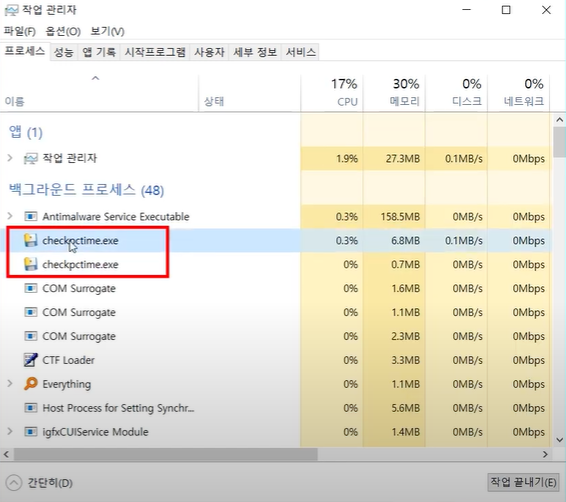 작업 관리자
파일(F) 옵션(O) 보기(V)
프로세스 성능 앱 기록 시작프로그램 사용자 세부 정보 서비스
17% 30% 0% 0%
이름 상태 CPU 메모리 디스크 네트워크
앱 (1)
작업 관리자 1.9% 27.3MB 0.1MB/s 0Mbps
백그라운드 프로세스 (48)
Antimalware Service Executable 0.3% 158.5MB 0MB/s 0Mbps
checkpctime.exe 0.3% 6.8MB 0.1MB/s 0Mbps
checkpctime.exe 0% 0.7MB 0MB/s 0Mbps
COM Surrogate 0% 1.6MB 0MB/s 0Mbps
COM Surrogate 0% 1.1MB 0MB/s 0Mbps
COM Surrogate 0% 2.3MB 0MB/s 0Mbps
CTF Loader 0% 3.3MB 0MB/s 0Mbps
Everything 0% 1.1MB 0MB/s 0Mbps
Host Process for Setting Synchr... 0% 5.6MB 0MB/s 0Mbps
igfxCUIService Module 0% 1.4MB 0MB/s 0Mbps
간단히(D) 작업 끝내기(E)